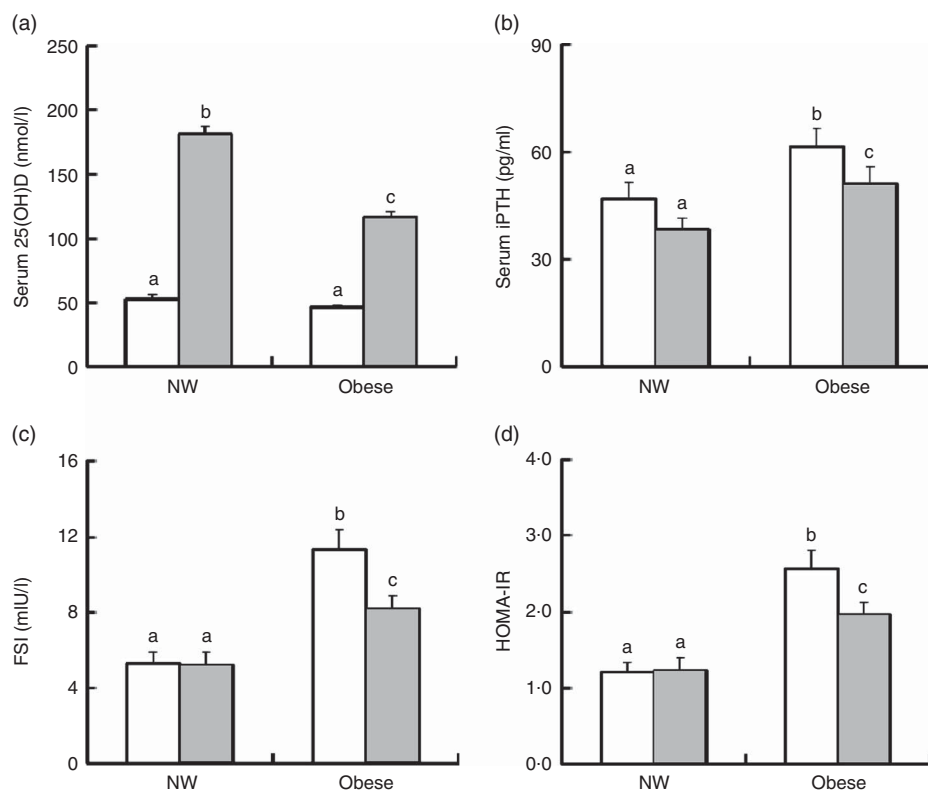 (a)
250
200
150
100
50
0
Serum 25(OH)D (nmol/l)
a
b
a
c
NW
Obese
(b)
90
60
30
0
Serum iPTH (pg/ml)
a
a
b
c
NW
Obese
(c)
16
12
8
4
0
FSI (mIU/l)
a
a
b
c
NW
Obese
(d)
4·0
3·0
2·0
1·0
0·0
HOMA-IR
a
a
b
c
NW
Obese